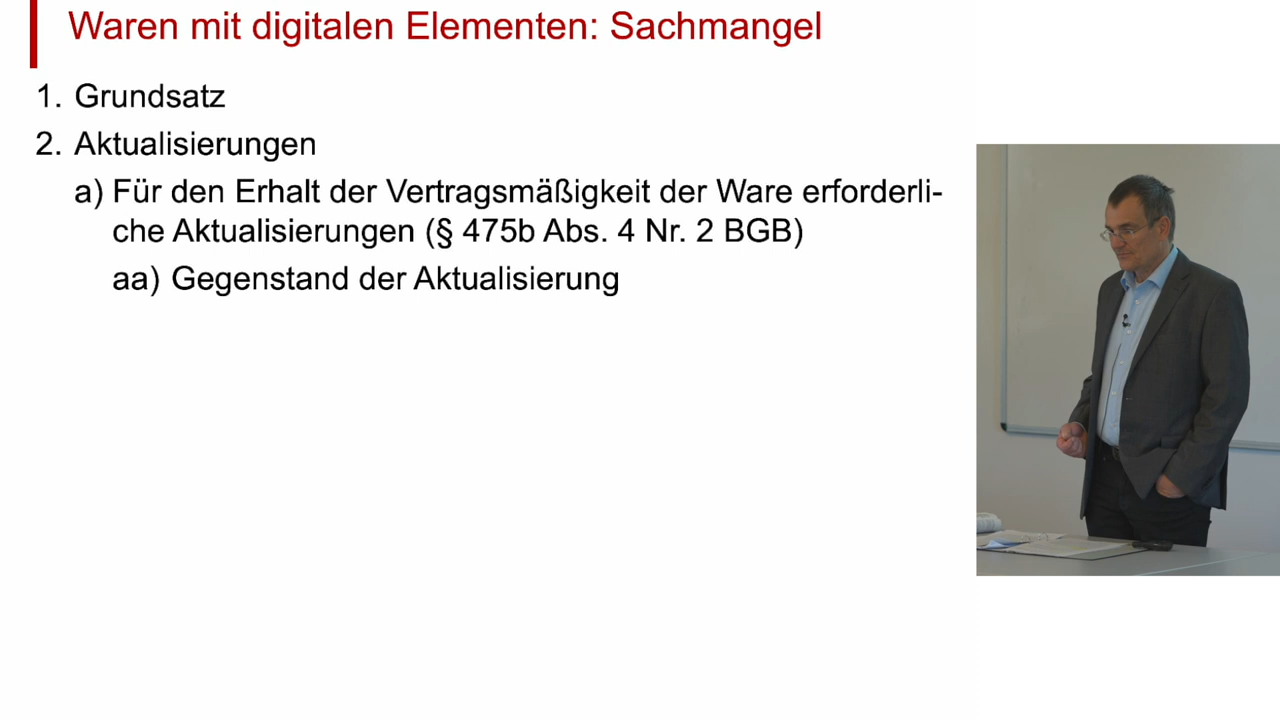 Waren mit digitalen Elementen: Sachmangel
1. Grundsatz
2. Aktualisierungen
a) Für den Erhalt der Vertragsmäßigkeit der Ware erforderli-
che Aktualisierungen (§ 475b Abs. 4 Nr. 2 BGB)
aa) Gegenstand der Aktualisierung